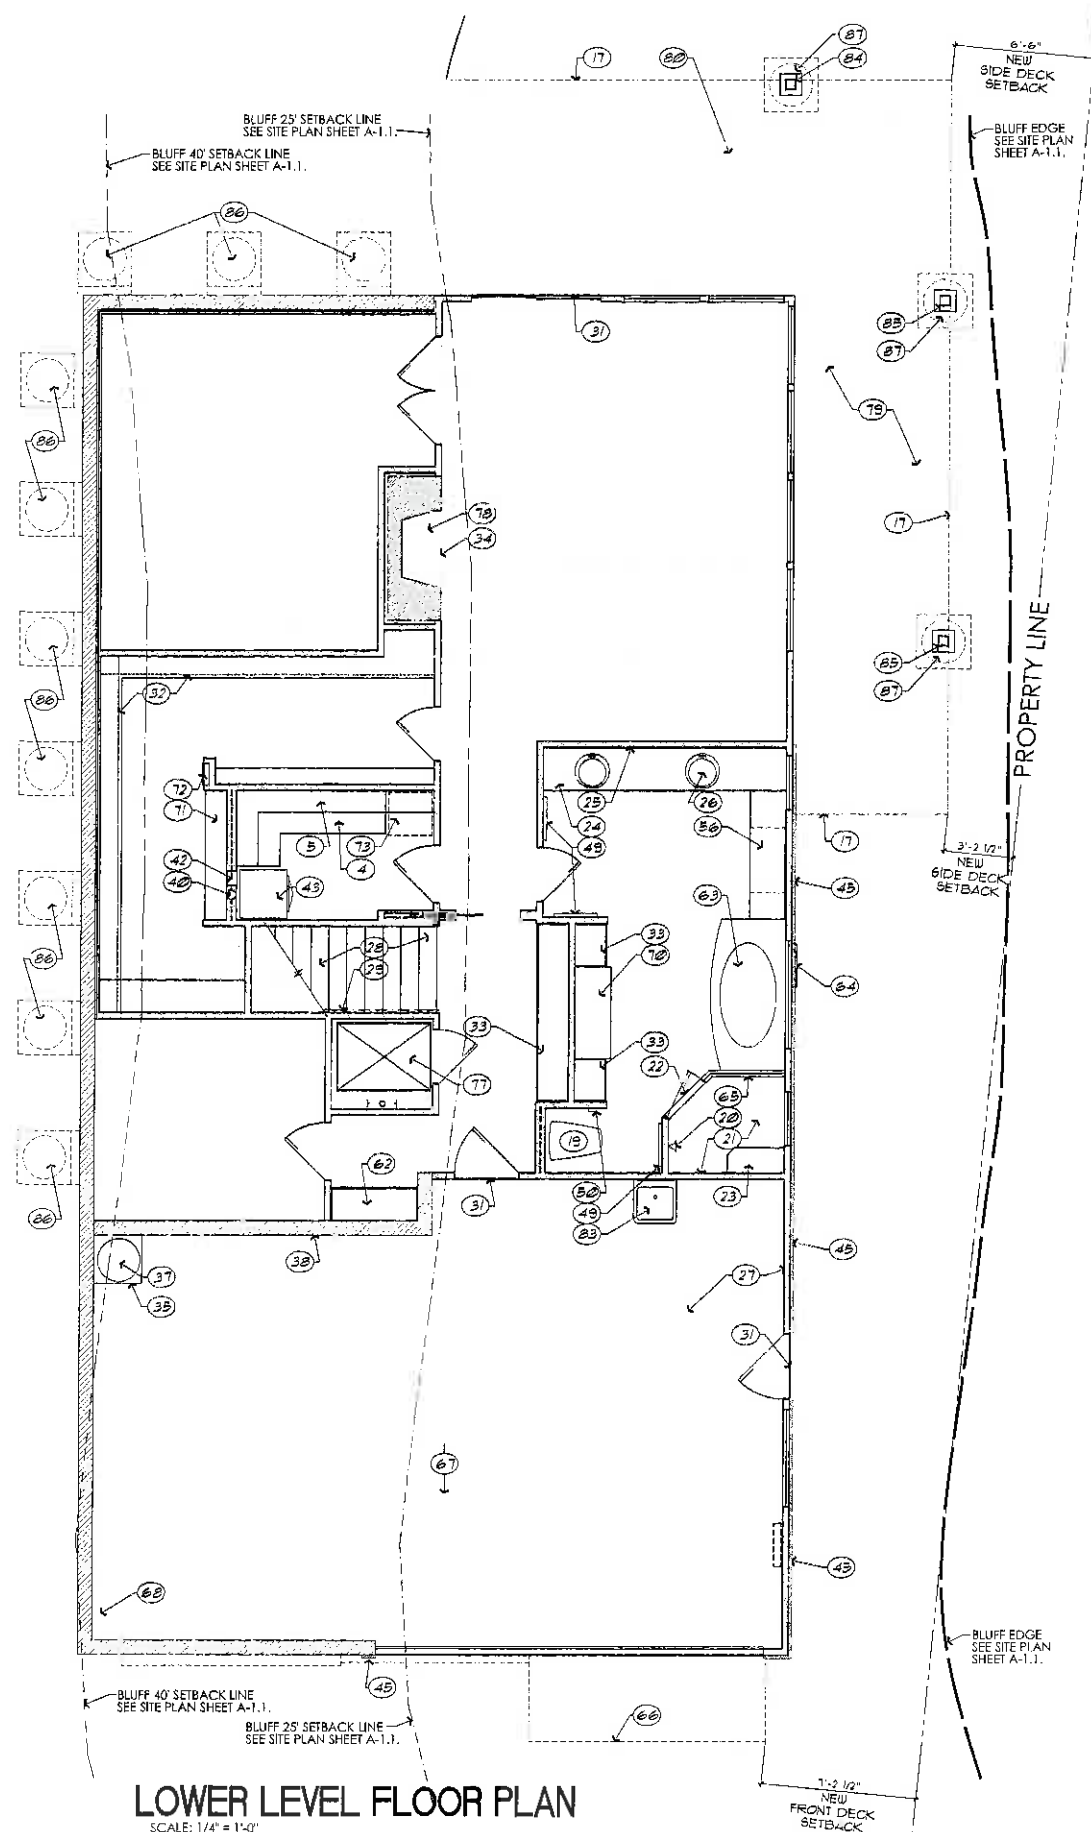 87
17
80
84
6'-6"
NEW
SIDE DECK
SETBACK
BLUFF 25' SETBACK LINE
SEE SITE PLAN SHEET A-1.1.
BLUFF EDGE
SEE SITE PLAN
SHEET A-1.1.
BLUFF 40' SETBACK LINE
SEE SITE PLAN SHEET A-1.1.
86
31
87
79
86
78
17
34
PROPERTY LINE
87
32
86
72
25
26
71
24
56
17
5
73
49
3'-2 1/2"
NEW
SIDE DECK
SETBACK
42
4
45
40
43
63
33
28
70
29
86
64
33
33
22
77
65
20
19
21
62
50
23
31
49
86
83
38
45
37
27
35
31
67
68
BLUFF EDGE
SEE SITE PLAN
SHEET A-1.1.
45
BLUFF 40' SETBACK LINE
SEE SITE PLAN SHEET A-1.1.
66
BLUFF 25' SETBACK LINE
SEE SITE PLAN SHEET A-1.1.
LOWER LEVEL FLOOR PLAN
SCALE: 1/4" = 1'-0"
NEW
FRONT DECK
SETBACK